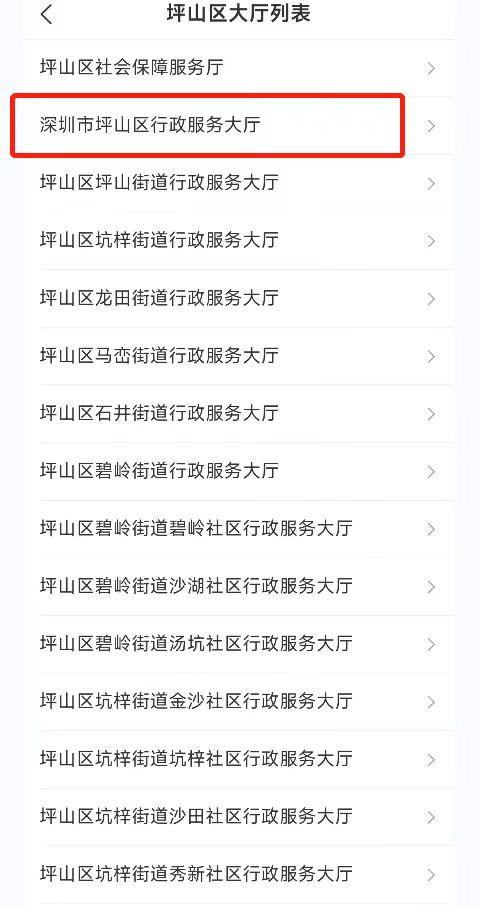 坪山区大厅列表
坪山区社会保障服务厅
深圳市坪山区行政服务大厅
坪山区坪山街道行政服务大厅
坪山区坑梓街道行政服务大厅
坪山区龙田街道行政服务大厅
坪山区马峦街道行政服务大厅
坪山区石井街道行政服务大厅
坪山区碧岭街道行政服务大厅
坪山区碧岭街道碧岭社区行政服务大厅
坪山区碧岭街道沙湖社区行政服务大厅
坪山区碧岭街道汤坑社区行政服务大厅
坪山区坑梓街道金沙社区行政服务大厅
坪山区坑梓街道坑梓社区行政服务大厅
坪山区坑梓街道沙田社区行政服务大厅
坪山区坑梓街道秀新社区行政服务大厅